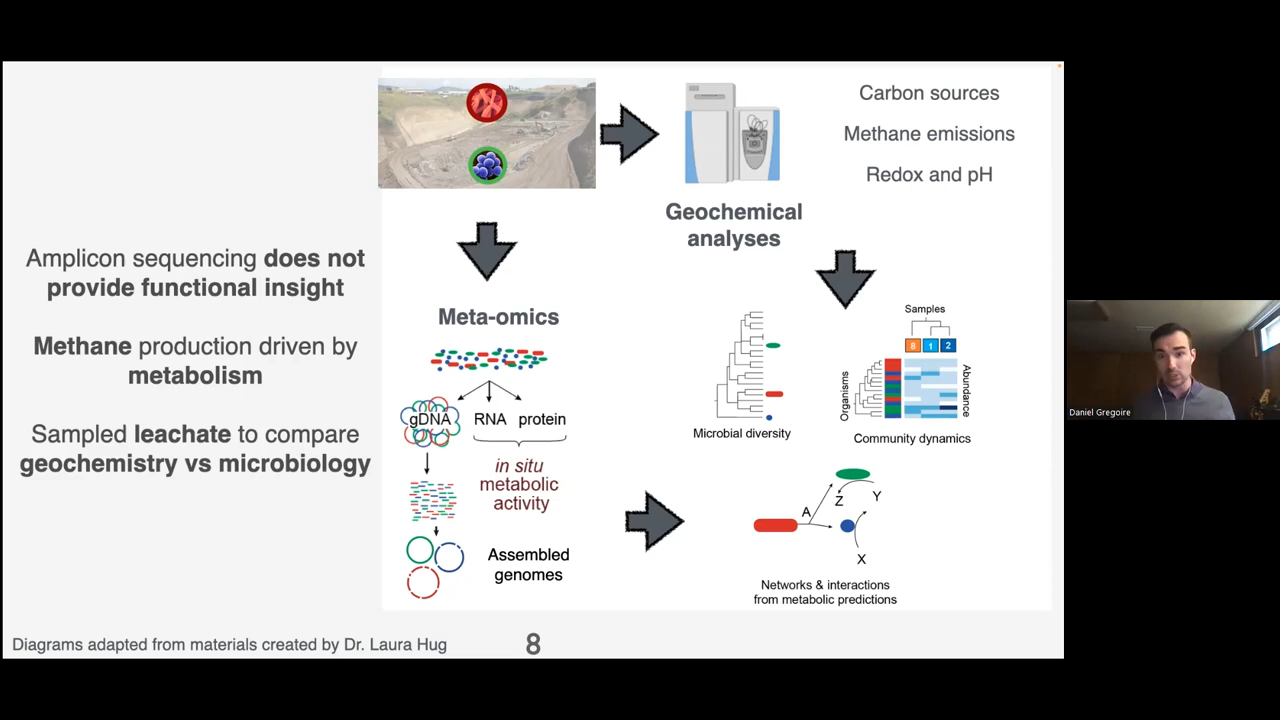 Amplicon sequencing does not
provide functional insight
Methane production driven by
metabolism
Sampled leachate to compare
geochemistry vs microbiology
Carbon sources
Methane emissions
Redox and pH
Geochemical
analyses
Meta-omics
gDNA RNA protein
in situ
metabolic
activity
Assembled
genomes
Microbial diversity
Samples
8 1 2
Organisms
Abundance
Community dynamics
A
Z
Y
X
Networks & interactions
from metabolic predictions
Diagrams adapted from materials created by Dr. Laura Hug
8
Daniel Gregoire